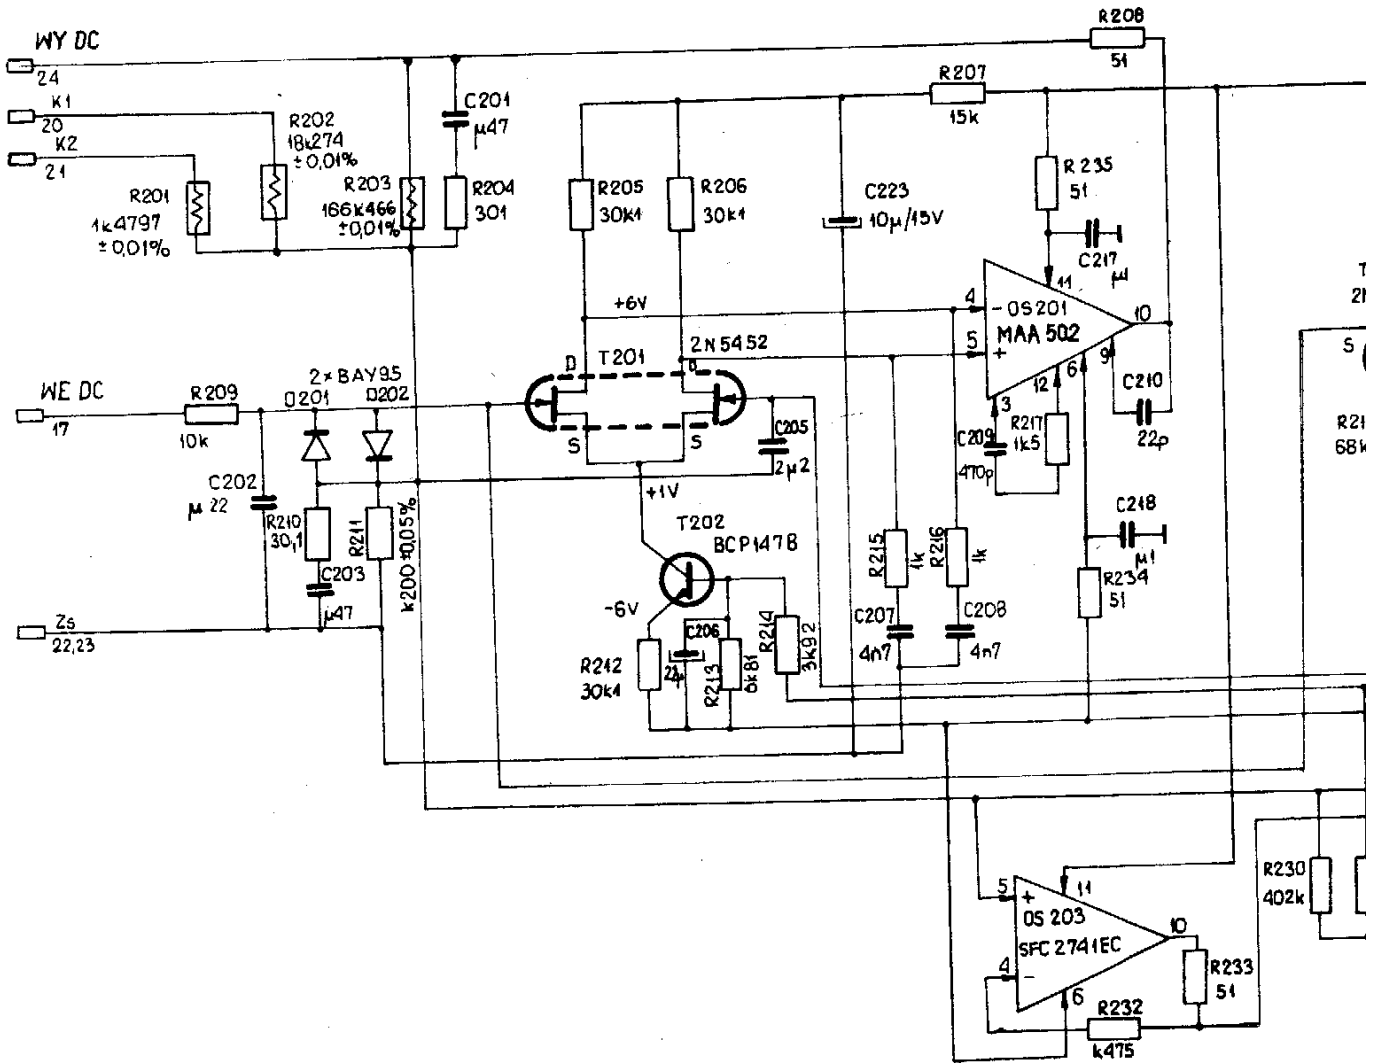 R208
51
WY DC
24
K1
20
K2
21
R202
18k274
±0,01%
R201
1k4797
±0,01%
R203
166k466
±0,01%
C201
µ47
R204
301
R205
30k1
R206
30k1
R207
15k
C223
10µ/15V
R235
51
C217
µ1
11
4
-
OS201
MAA 502
5
+
10
9
6
12
3
+6V
2N5452
D
T201
S
S
C205
2µ2
WE DC
17
R209
10k
2×BAY95
D201
D202
C202
µ22
R210
30,1
R211
k200±0,05%
C203
µ47
Zs
22,23
+1V
T202
BCP147B
-6V
R212
30k1
C206
R213
6k81
R214
3k92
R215
1k
R216
1k
C207
4n7
C208
4n7
C209
470p
R217
1k5
C210
22p
C218
µ1
R234
51
T
2N
S
R21
68k
R230
402k
5
+
11
OS203
SFC2741EC
10
4
-
6
R233
51
R232
k475